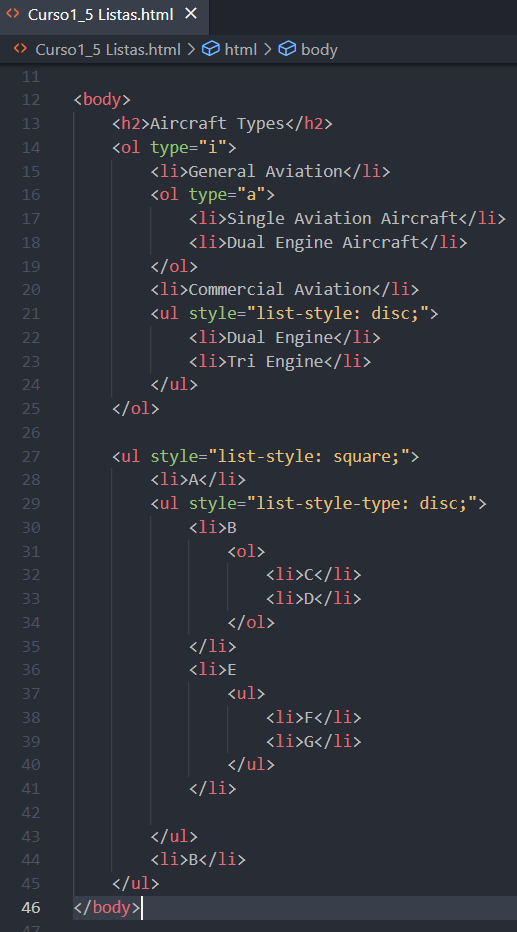 Curso1_5 Listas.html
Curso1_5 Listas.html > html > body
11
12 <body>
13 <h2>Aircraft Types</h2>
14 <ol type="i">
15 <li>General Aviation</li>
16 <ol type="a">
17 <li>Single Aviation Aircraft</li>
18 <li>Dual Engine Aircraft</li>
19 </ol>
20 <li>Commercial Aviation</li>
21 <ul style="list-style: disc;">
22 <li>Dual Engine</li>
23 <li>Tri Engine</li>
24 </ul>
25 </ol>
26
27 <ul style="list-style: square;">
28 <li>A</li>
29 <ul style="list-style-type: disc;">
30 <li>B
31 <ol>
32 <li>C</li>
33 <li>D</li>
34 </ol>
35 </li>
36 <li>E
37 <ul>
38 <li>F</li>
39 <li>G</li>
40 </ul>
41 </li>
42
43 </ul>
44 <li>B</li>
45 </ul>
46 </body>
47